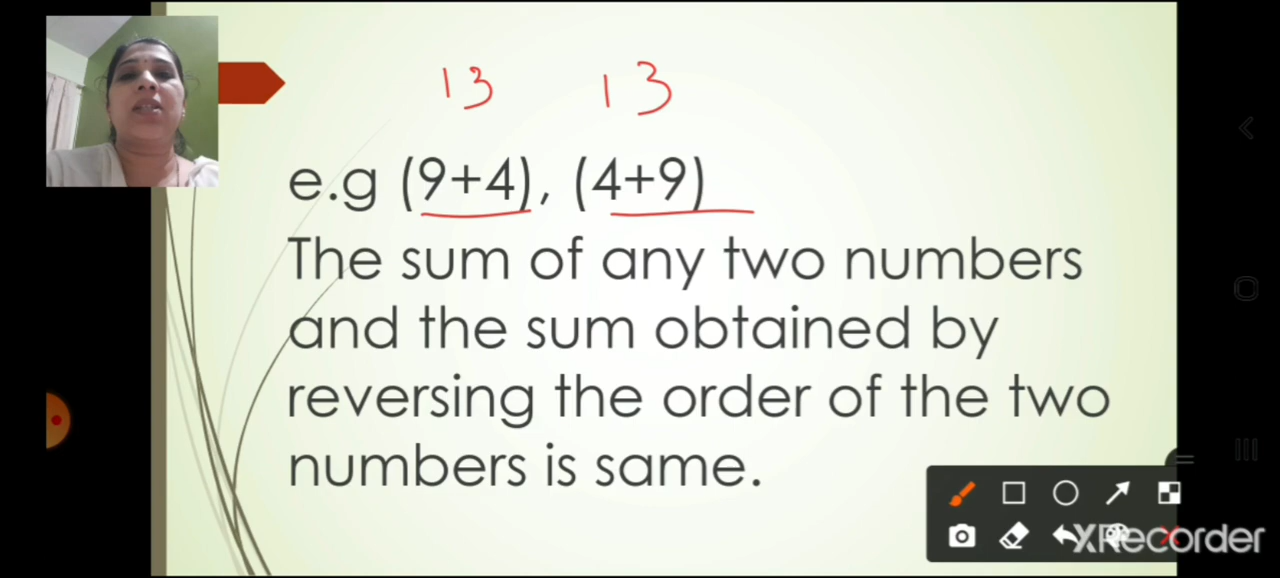 13 13
e.g (9+4), (4+9)
The sum of any two numbers
and the sum obtained by
reversing the order of the two
numbers is same.
XRecorder